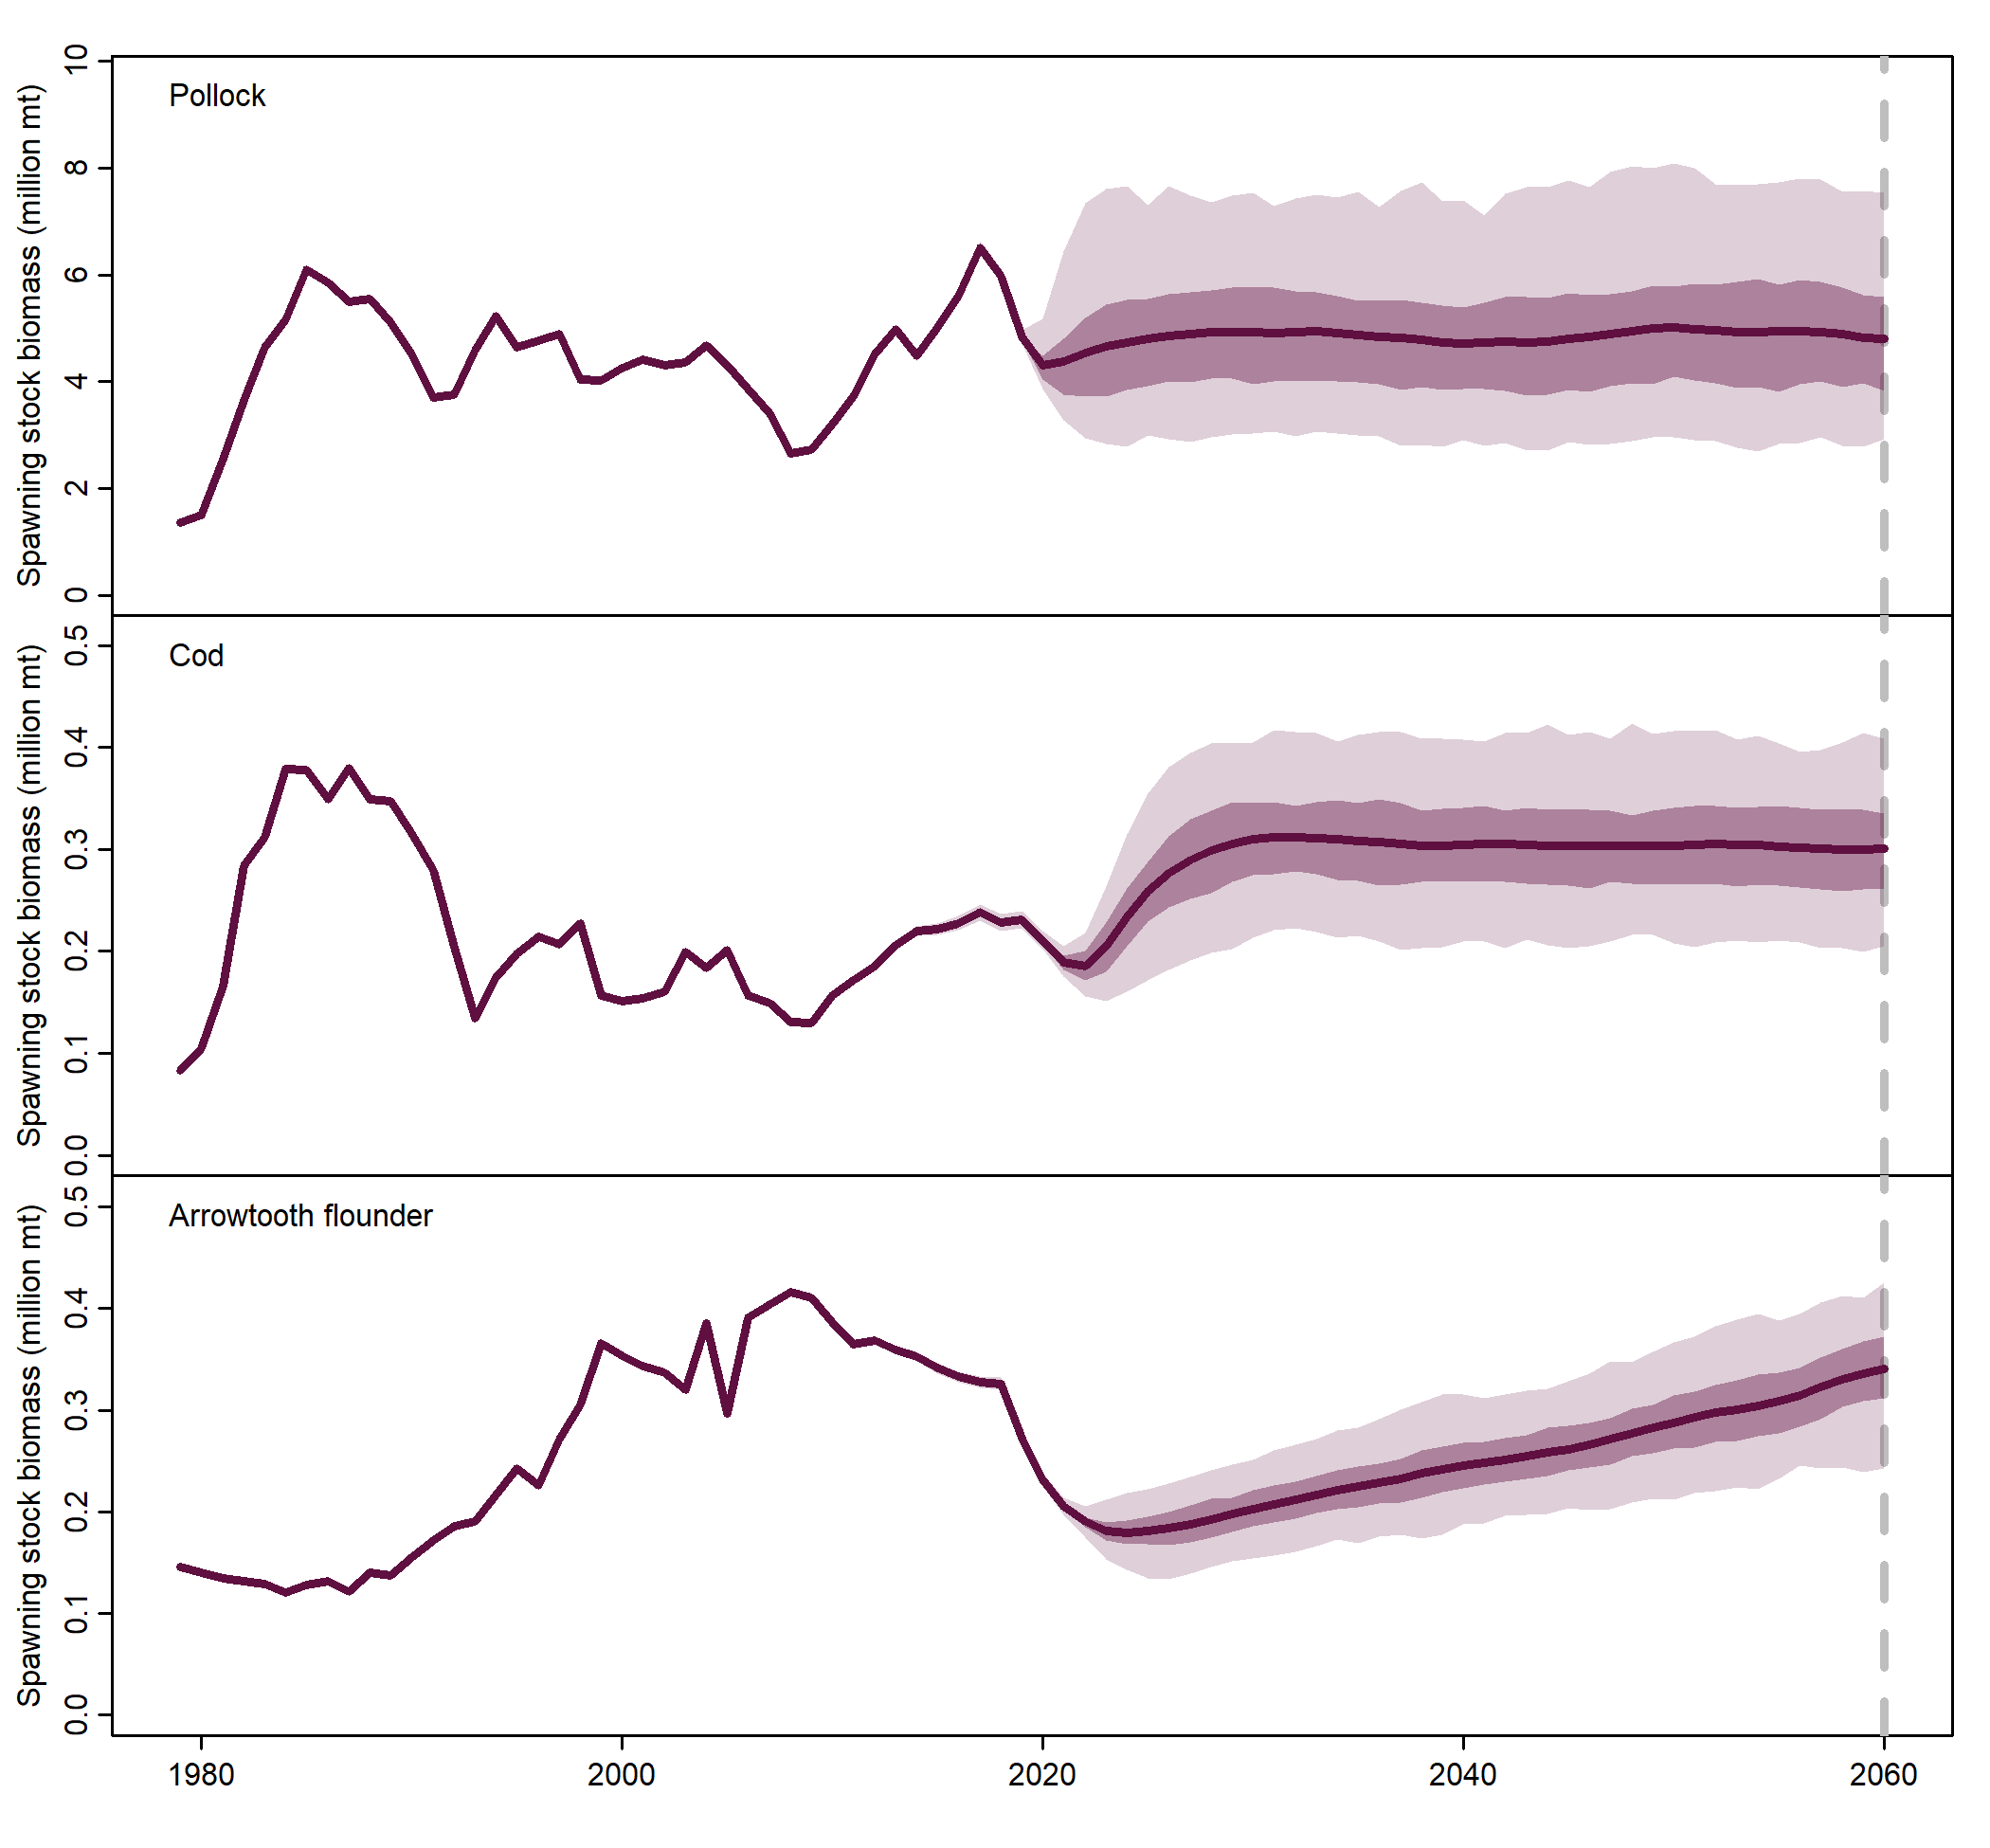 Spawning stock biomass (million mt)
10
8
6
4
2
0
Pollock
Spawning stock biomass (million mt)
0.5
0.4
0.3
0.2
0.1
0.0
Cod
Spawning stock biomass (million mt)
0.5
0.4
0.3
0.2
0.1
0.0
Arrowtooth flounder
1980 2000 2020 2040 2060